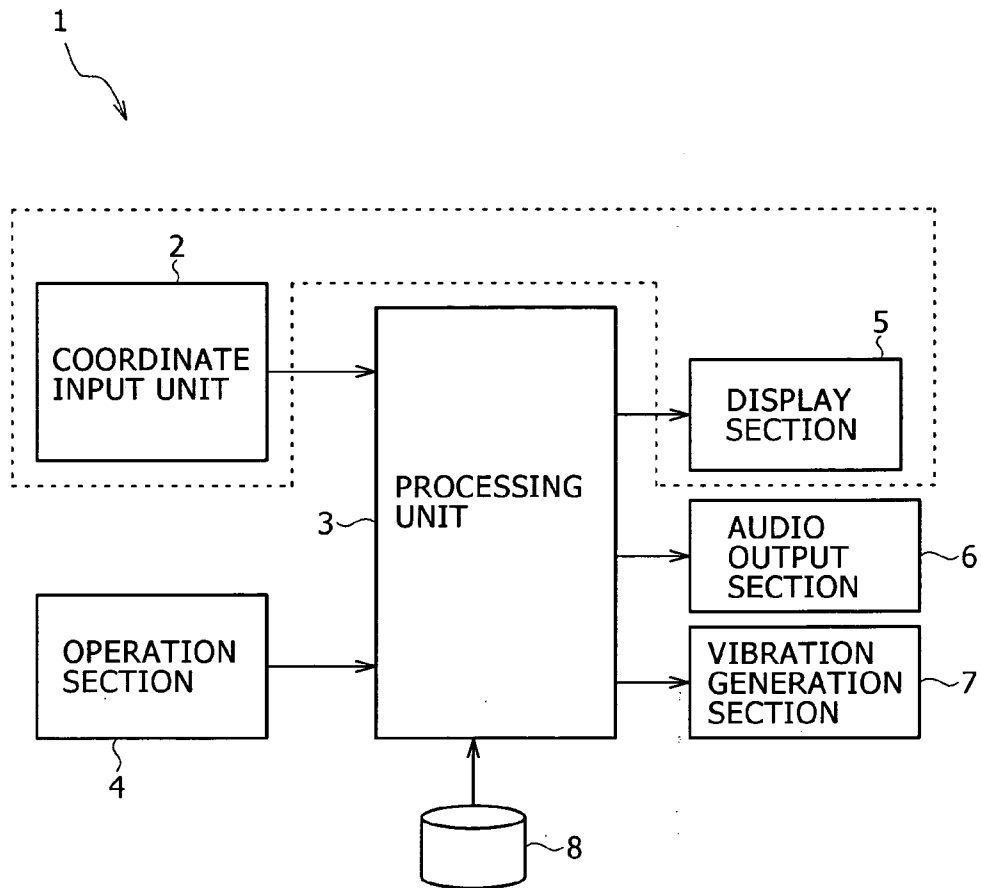 1
2
COORDINATE
INPUT UNIT
5
DISPLAY
SECTION
3
PROCESSING
UNIT
AUDIO
OUTPUT
SECTION
6
OPERATION
SECTION
4
VIBRATION
GENERATION
SECTION
7
8